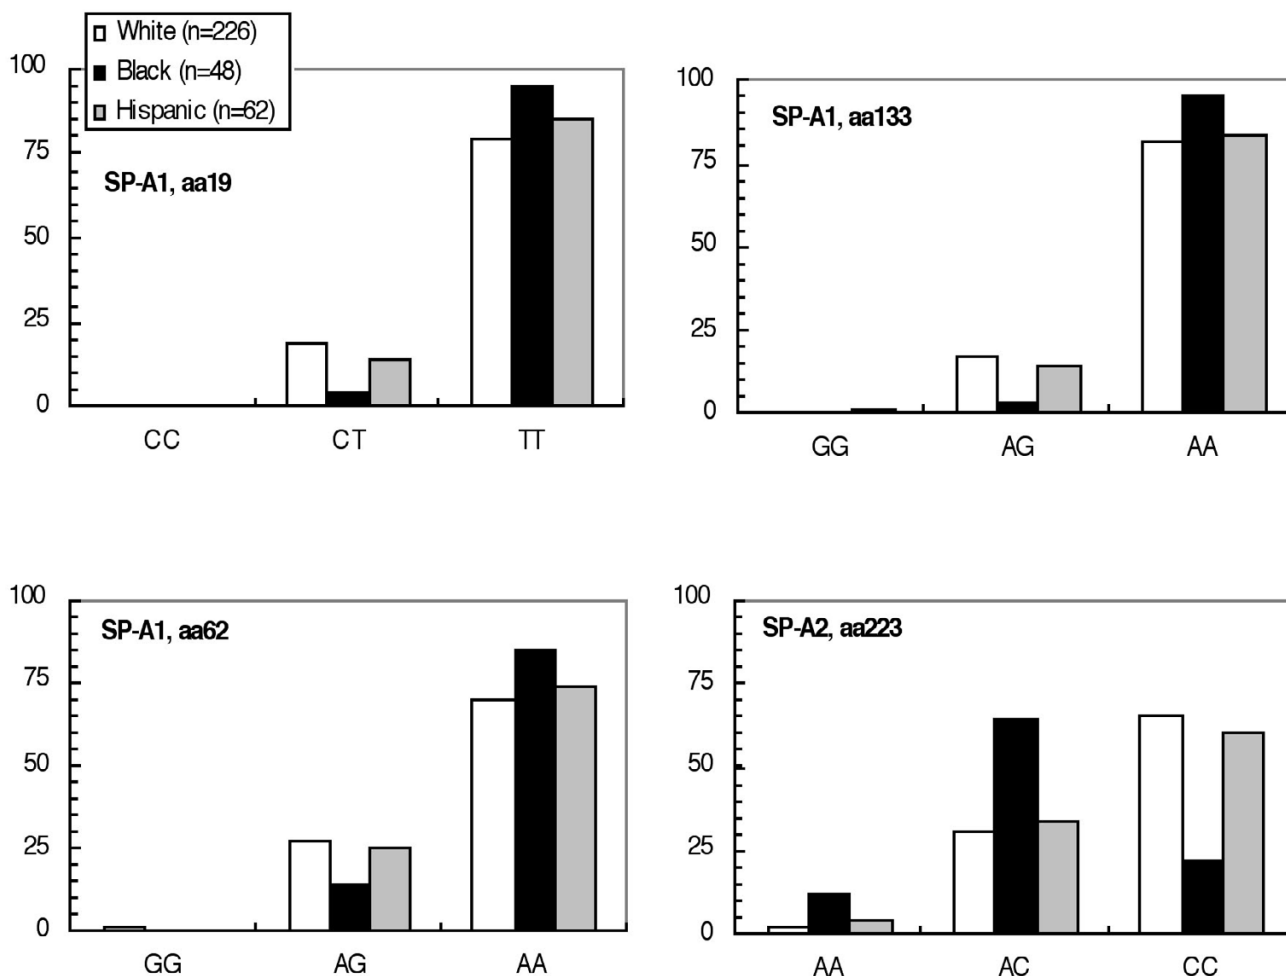 White (n=226)
Black (n=48)
Hispanic (n=62)
100
75
50
25
0
SP-A1, aa19
CC CT TT
100
75
50
25
0
SP-A1, aa133
GG AG AA
100
75
50
25
0
SP-A1, aa62
GG AG AA
100
75
50
25
0
SP-A2, aa223
AA AC CC